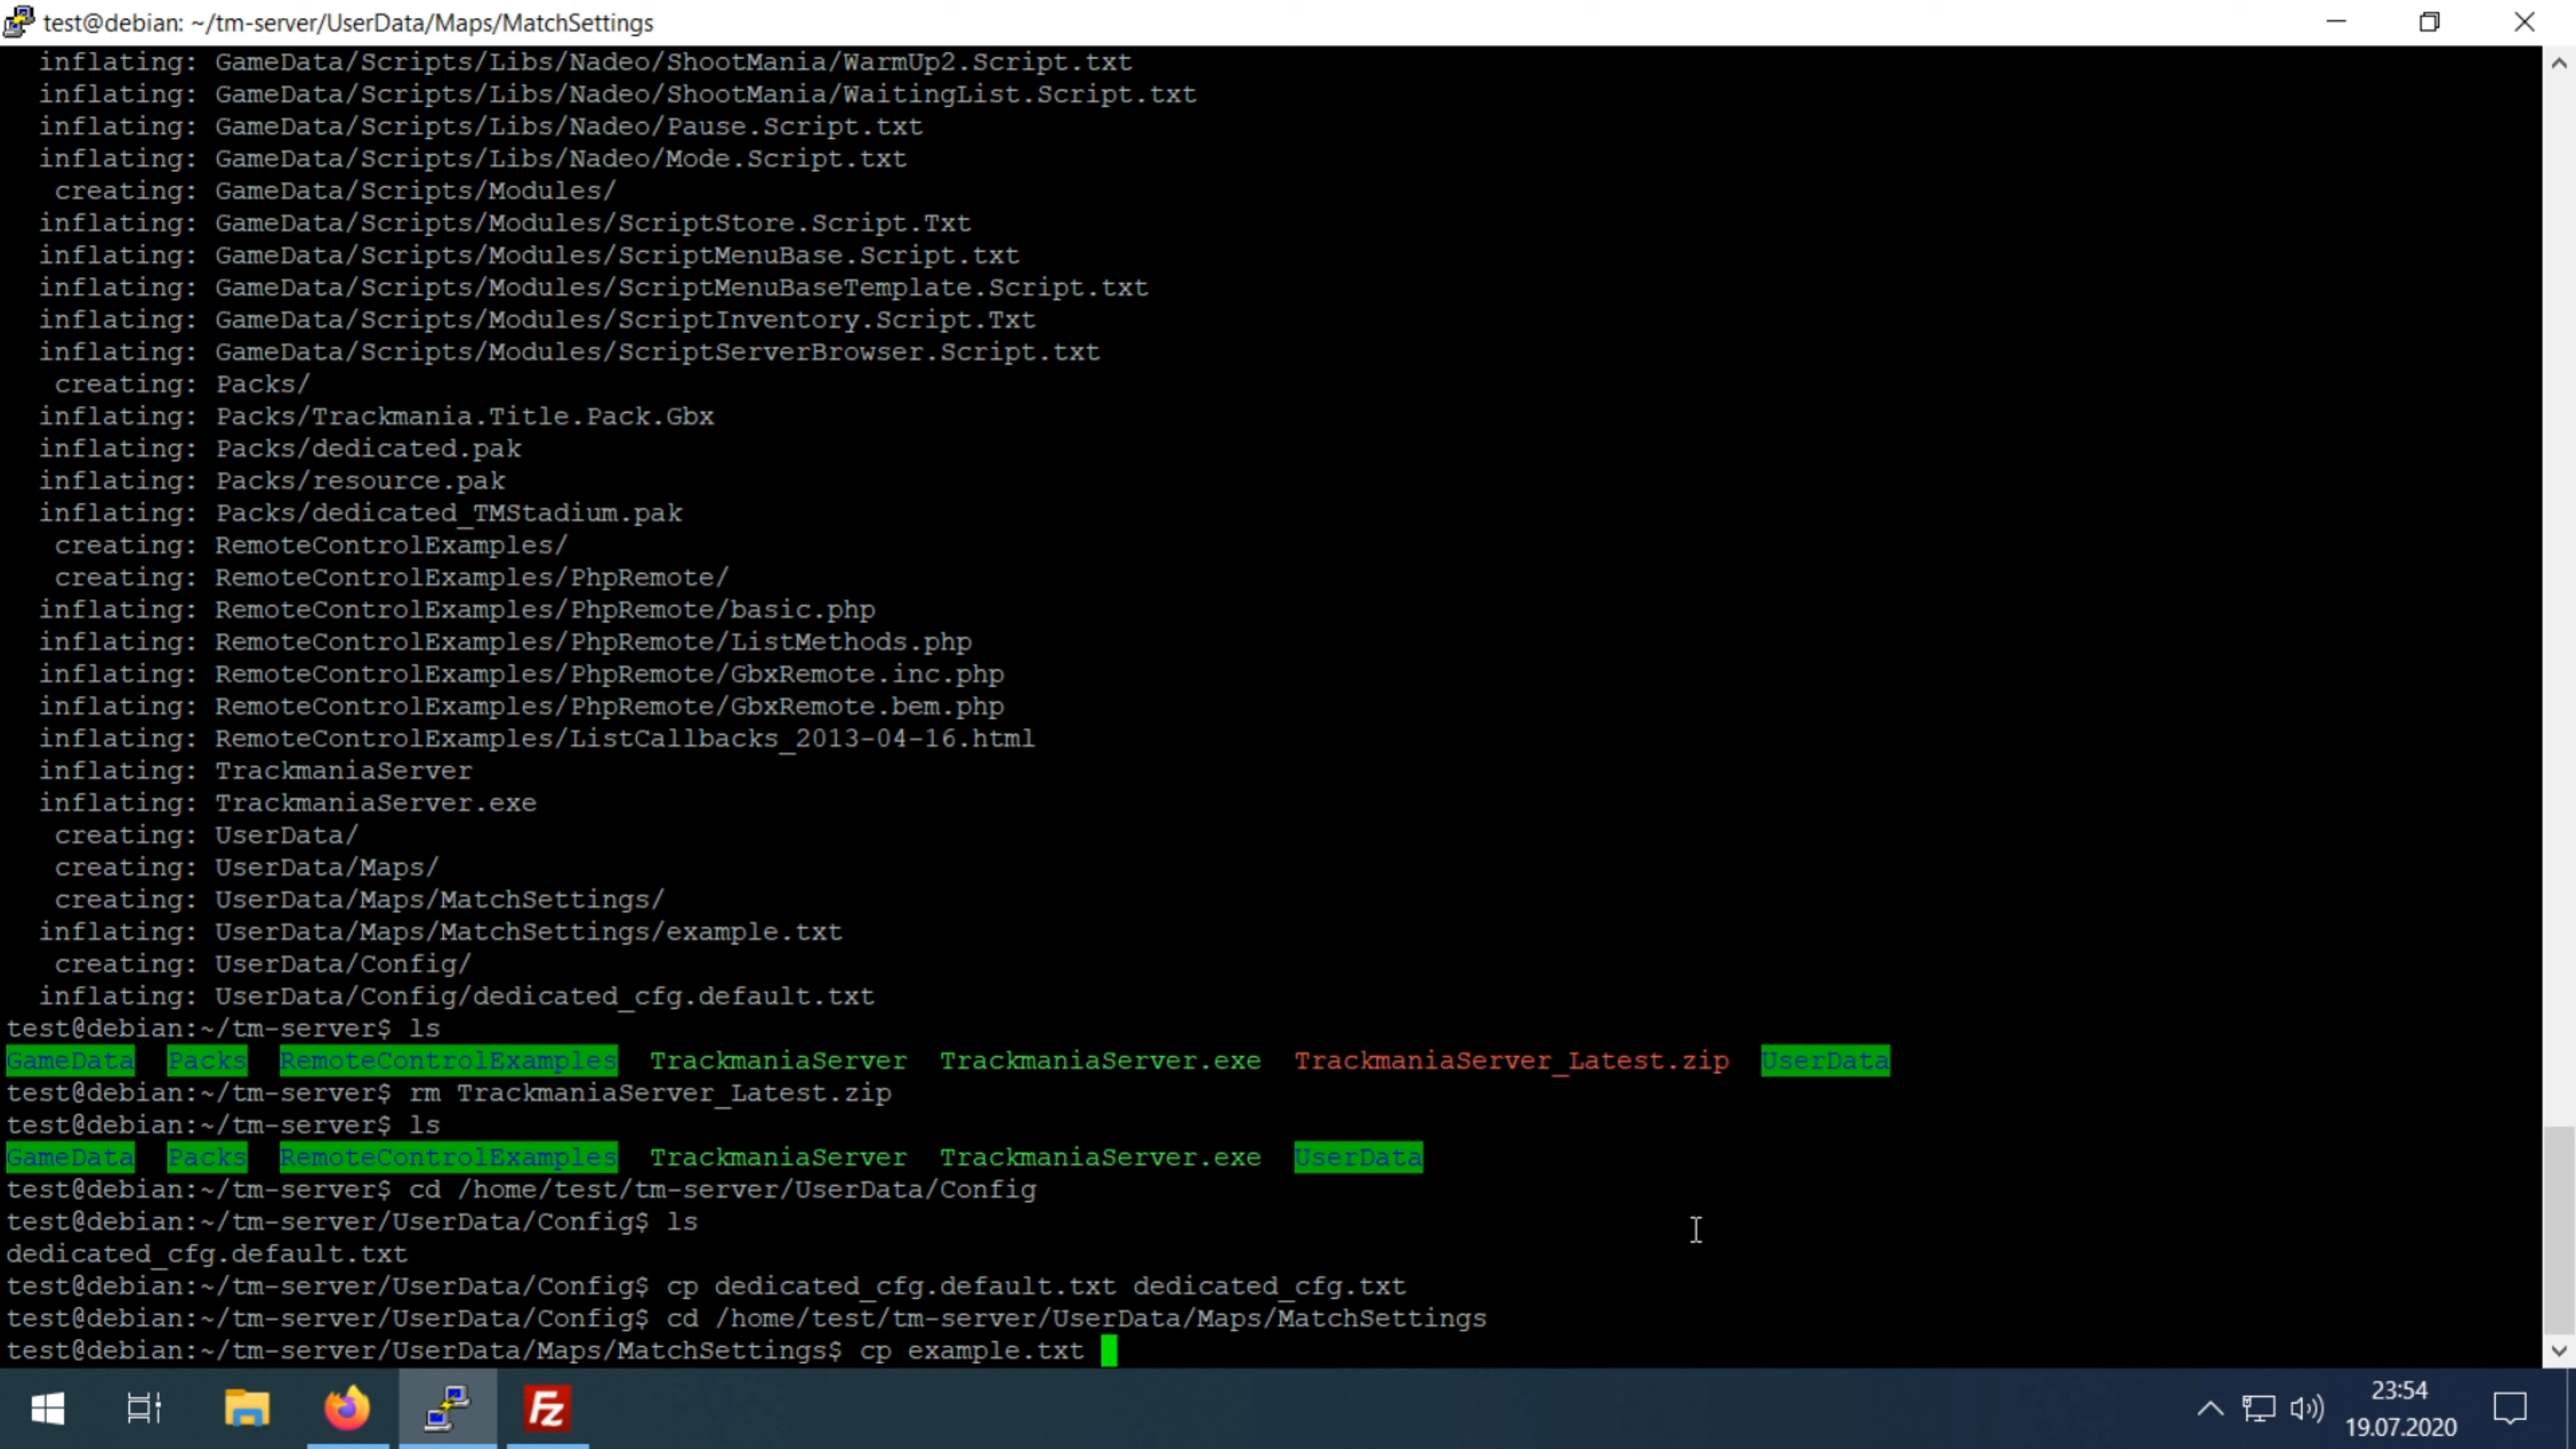 test@debian: ~/tm-server/UserData/Maps/MatchSettings
inflating: GameData/Scripts/Libs/Nadeo/ShootMania/WarmUp2.Script.txt
inflating: GameData/Scripts/Libs/Nadeo/ShootMania/WaitingList.Script.txt
inflating: GameData/Scripts/Libs/Nadeo/Pause.Script.txt
inflating: GameData/Scripts/Libs/Nadeo/Mode.Script.txt
creating: GameData/Scripts/Modules/
inflating: GameData/Scripts/Modules/ScriptStore.Script.Txt
inflating: GameData/Scripts/Modules/ScriptMenuBase.Script.txt
inflating: GameData/Scripts/Modules/ScriptMenuBaseTemplate.Script.txt
inflating: GameData/Scripts/Modules/ScriptInventory.Script.Txt
inflating: GameData/Scripts/Modules/ScriptServerBrowser.Script.txt
creating: Packs/
inflating: Packs/Trackmania.Title.Pack.Gbx
inflating: Packs/dedicated.pak
inflating: Packs/resource.pak
inflating: Packs/dedicated_TMStadium.pak
creating: RemoteControlExamples/
creating: RemoteControlExamples/PhpRemote/
inflating: RemoteControlExamples/PhpRemote/basic.php
inflating: RemoteControlExamples/PhpRemote/ListMethods.php
inflating: RemoteControlExamples/PhpRemote/GbxRemote.inc.php
inflating: RemoteControlExamples/PhpRemote/GbxRemote.bem.php
inflating: RemoteControlExamples/ListCallbacks_2013-04-16.html
inflating: TrackmaniaServer
inflating: TrackmaniaServer.exe
creating: UserData/
creating: UserData/Maps/
creating: UserData/Maps/MatchSettings/
inflating: UserData/Maps/MatchSettings/example.txt
creating: UserData/Config/
inflating: UserData/Config/dedicated_cfg.default.txt
test@debian:~/tm-server$ ls
GameData  Packs  RemoteControlExamples  TrackmaniaServer  TrackmaniaServer.exe  TrackmaniaServer_Latest.zip  UserData
test@debian:~/tm-server$ rm TrackmaniaServer_Latest.zip
test@debian:~/tm-server$ ls
GameData  Packs  RemoteControlExamples  TrackmaniaServer  TrackmaniaServer.exe  UserData
test@debian:~/tm-server$ cd /home/test/tm-server/UserData/Config
test@debian:~/tm-server/UserData/Config$ ls
dedicated_cfg.default.txt
test@debian:~/tm-server/UserData/Config$ cp dedicated_cfg.default.txt dedicated_cfg.txt
test@debian:~/tm-server/UserData/Config$ cd /home/test/tm-server/UserData/Maps/MatchSettings
test@debian:~/tm-server/UserData/Maps/MatchSettings$ cp example.txt
Fz
23:54
19.07.2020